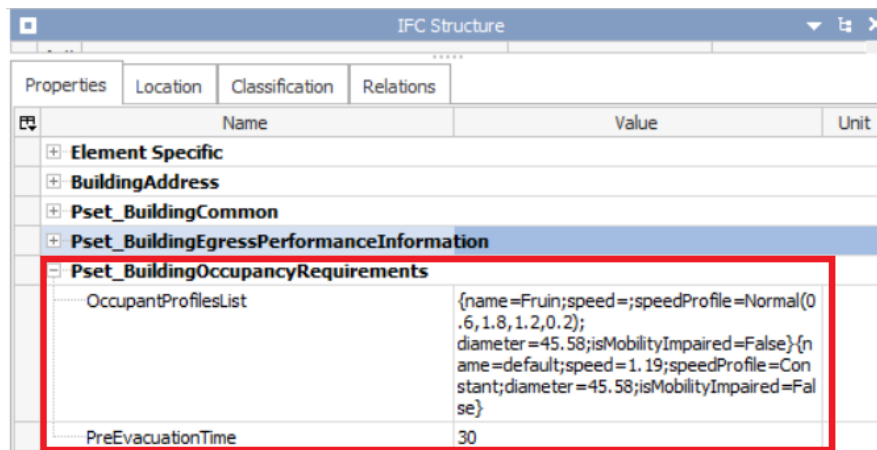 IFC Structure
Properties Location Classification Relations
Name Value Unit
Element Specific
BuildingAddress
Pset_BuildingCommon
Pset_BuildingEgressPerformanceInformation
Pset_BuildingOccupancyRequirements
OccupantProfilesList {name=Fruin;speed=;speedProfile=Normal(0
.6,1.8,1.2,0.2);
diameter=45.58;isMobilityImpaired=False}{n
ame=default;speed=1.19;speedProfile=Con
stant;diameter=45.58;isMobilityImpaired=Fal
se}
PreEvacuationTime 30